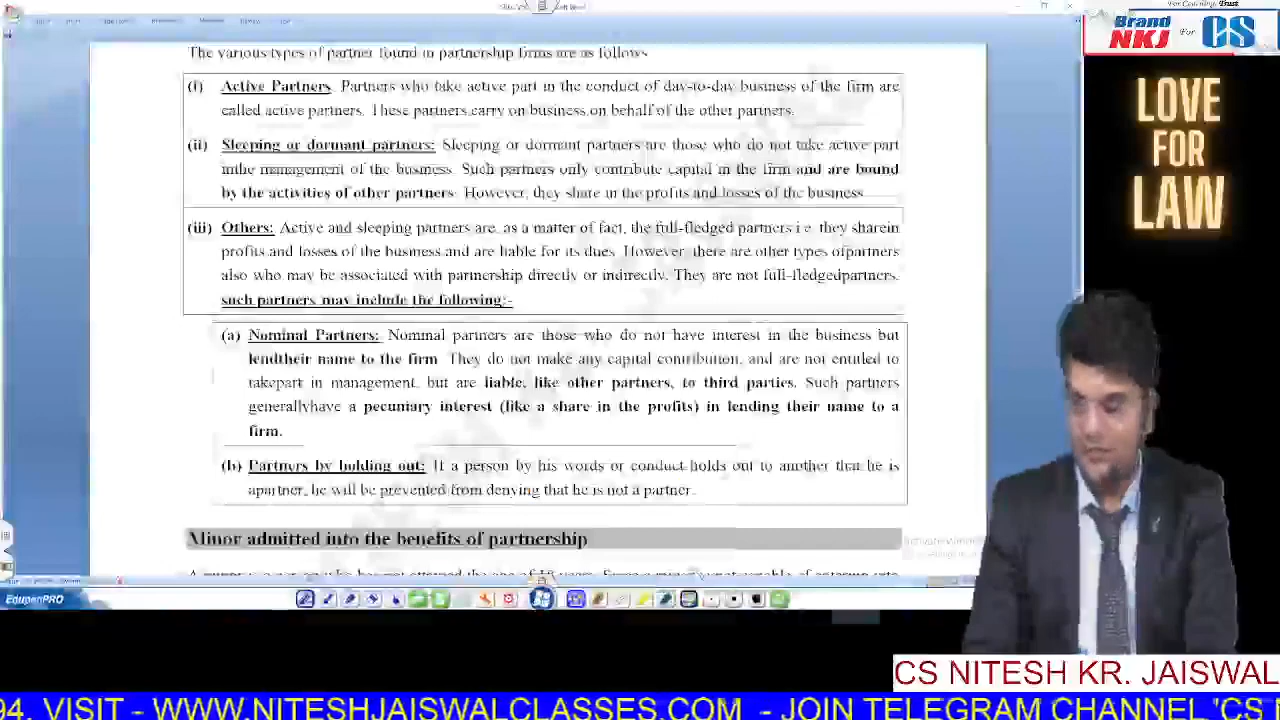 For Learning, Trust
Brand
NKJ For CS
The various types of partner found in partnership firms are as follows
(i) Active Partners. Partners who take active part in the conduct of day-to-day business of the firm are
called active partners. These partners carry on business on behalf of the other partners.
(ii) Sleeping or dormant partners: Sleeping or dormant partners are those who do not take active part
inthe management of the business. Such partners only contribute capital in the firm and are bound
by the activities of other partners. However, they share in the profits and losses of the business
(iii) Others: Active and sleeping partners are, as a matter of fact, the full-fledged partners i.e. they sharein
profits and losses of the business and are liable for its dues. However, there are other types ofpartners
also who may be associated with partnership directly or indirectly. They are not full-fledgedpartners,
such partners may include the following:-
(a) Nominal Partners: Nominal partners are those who do not have interest in the business but
lendtheir name to the firm. They do not make any capital contribution, and are not entitled to
takepart in management, but are liable, like other partners, to third parties. Such partners
generallyhave a pecuniary interest (like a share in the profits) in lending their name to a
firm.
(b) Partners by holding out: If a person by his words or conduct holds out to another that he is
apartner, he will be prevented from denying that he is not a partner.
Minor admitted into the benefits of partnership
LOVE
FOR
LAW
EdupenPRO
CS NITESH KR. JAISWAL
94. VISIT - WWW.NITESHJAISWALCLASSES.COM - JOIN TELEGRAM CHANNEL 'CS